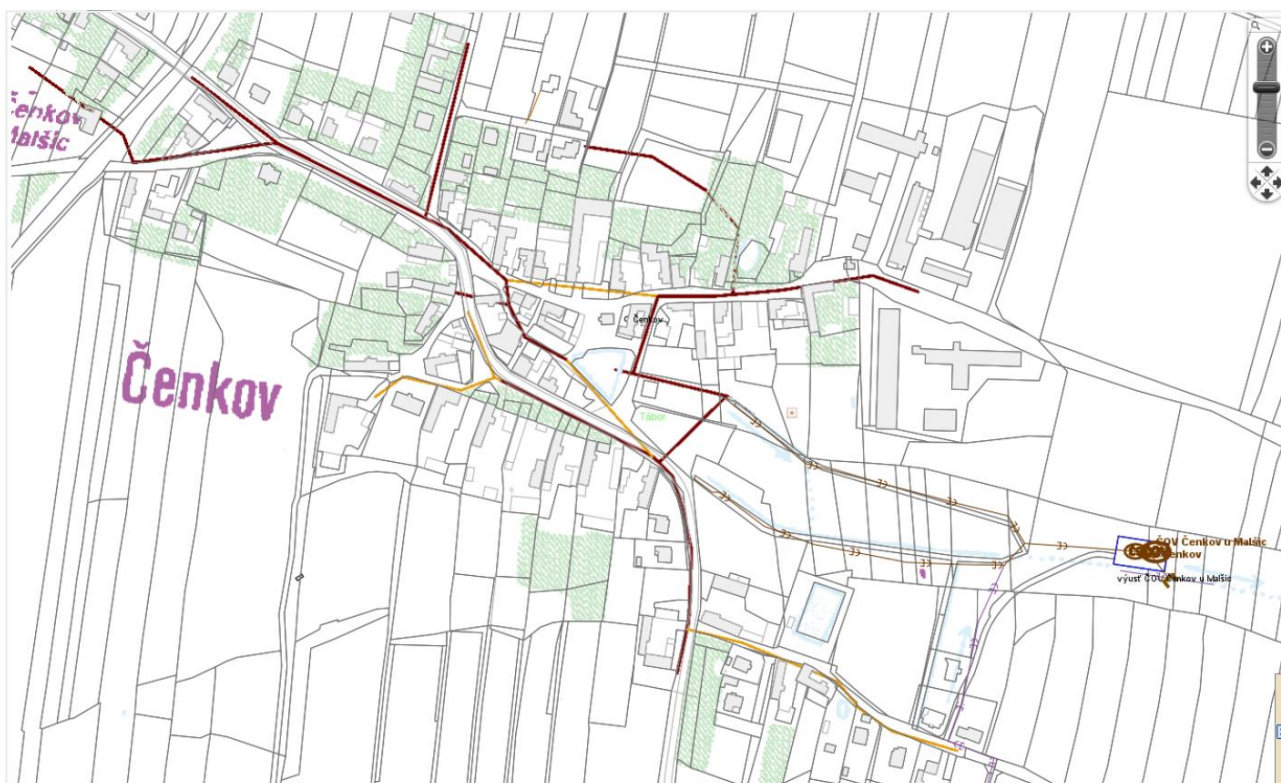 Čenkov
Malšic
Čenkov
Čenkov
Tábor
ČOV Čenkov u Malšic
Čenkov
výusť ČOV Čenkov u Malšic